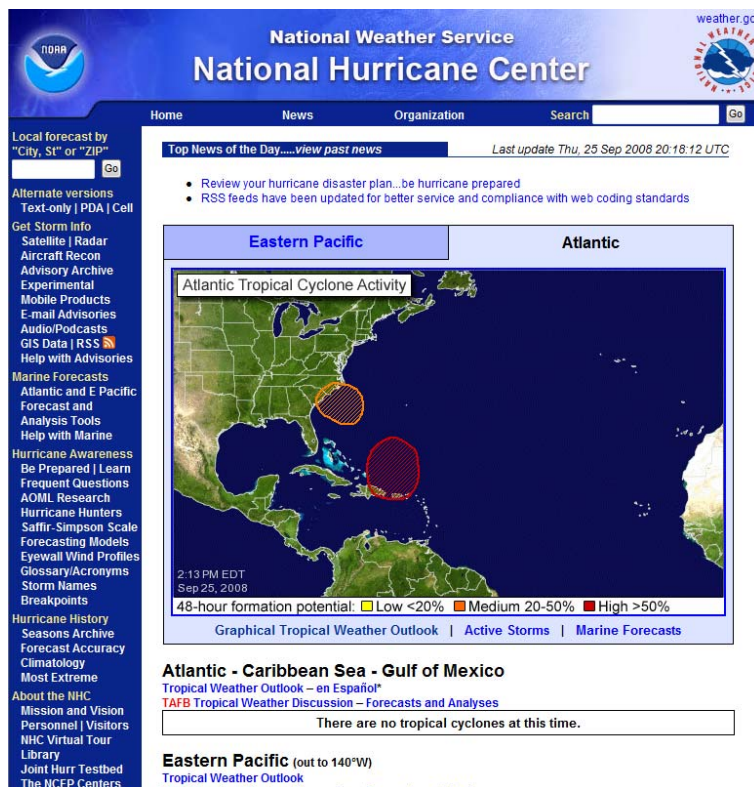 weather.go
NOAA
National Weather Service
National Hurricane Center
Home News Organization Search Go
Local forecast by
"City, St" or "ZIP"
Go
Alternate versions
Text-only | PDA | Cell
Get Storm Info
Satellite | Radar
Aircraft Recon
Advisory Archive
Experimental
Mobile Products
E-mail Advisories
Audio/Podcasts
GIS Data | RSS
Help with Advisories
Marine Forecasts
Atlantic and E Pacific
Forecast and
Analysis Tools
Help with Marine
Hurricane Awareness
Be Prepared | Learn
Frequent Questions
AOML Research
Hurricane Hunters
Saffir-Simpson Scale
Forecasting Models
Eyewall Wind Profiles
Glossary/Acronyms
Storm Names
Breakpoints
Hurricane History
Seasons Archive
Forecast Accuracy
Climatology
Most Extreme
About the NHC
Mission and Vision
Personnel | Visitors
NHC Virtual Tour
Library
Joint Hurr Testbed
The NCEP Centers
Top News of the Day.....view past news Last update Thu, 25 Sep 2008 20:18:12 UTC
• Review your hurricane disaster plan...be hurricane prepared
• RSS feeds have been updated for better service and compliance with web coding standards
Eastern Pacific Atlantic
Atlantic Tropical Cyclone Activity
2:13 PM EDT
Sep 25, 2008
48-hour formation potential: Low <20% Medium 20-50% High >50%
Graphical Tropical Weather Outlook | Active Storms | Marine Forecasts
Atlantic - Caribbean Sea - Gulf of Mexico
Tropical Weather Outlook – en Español*
TAFB Tropical Weather Discussion – Forecasts and Analyses
There are no tropical cyclones at this time.
Eastern Pacific (out to 140°W)
Tropical Weather Outlook